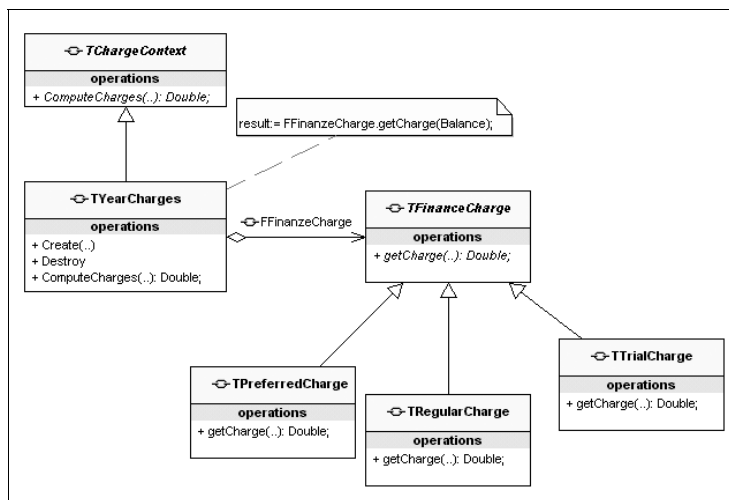 TChargeContext
operations
+ ComputeCharges(..): Double;
result:= FFinanzeCharge.getCharge(Balance);
TYearCharges
operations
+ Create(..)
+ Destroy
+ ComputeCharges(..): Double;
FFinanzeCharge
TFinanceCharge
operations
+ getCharge(..): Double;
TPreferredCharge
operations
+ getCharge(..): Double;
TRegularCharge
operations
+ getCharge(..): Double;
TTrialCharge
operations
+ getCharge(..): Double;